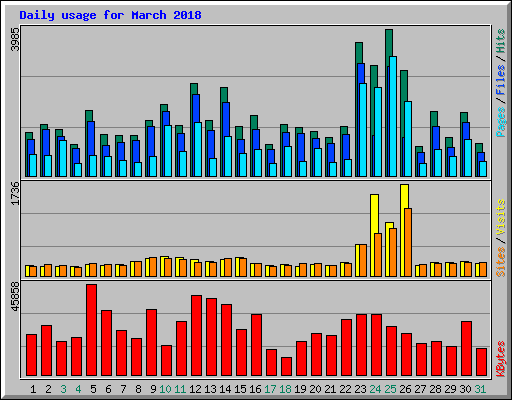 Daily usage for March 2018
3985
Pages / Files / Hits
1736
Sites / Visits
45858
KBytes
1 2 3 4 5 6 7 8 9 10 11 12 13 14 15 16 17 18 19 20 21 22 23 24 25 26 27 28 29 30 31